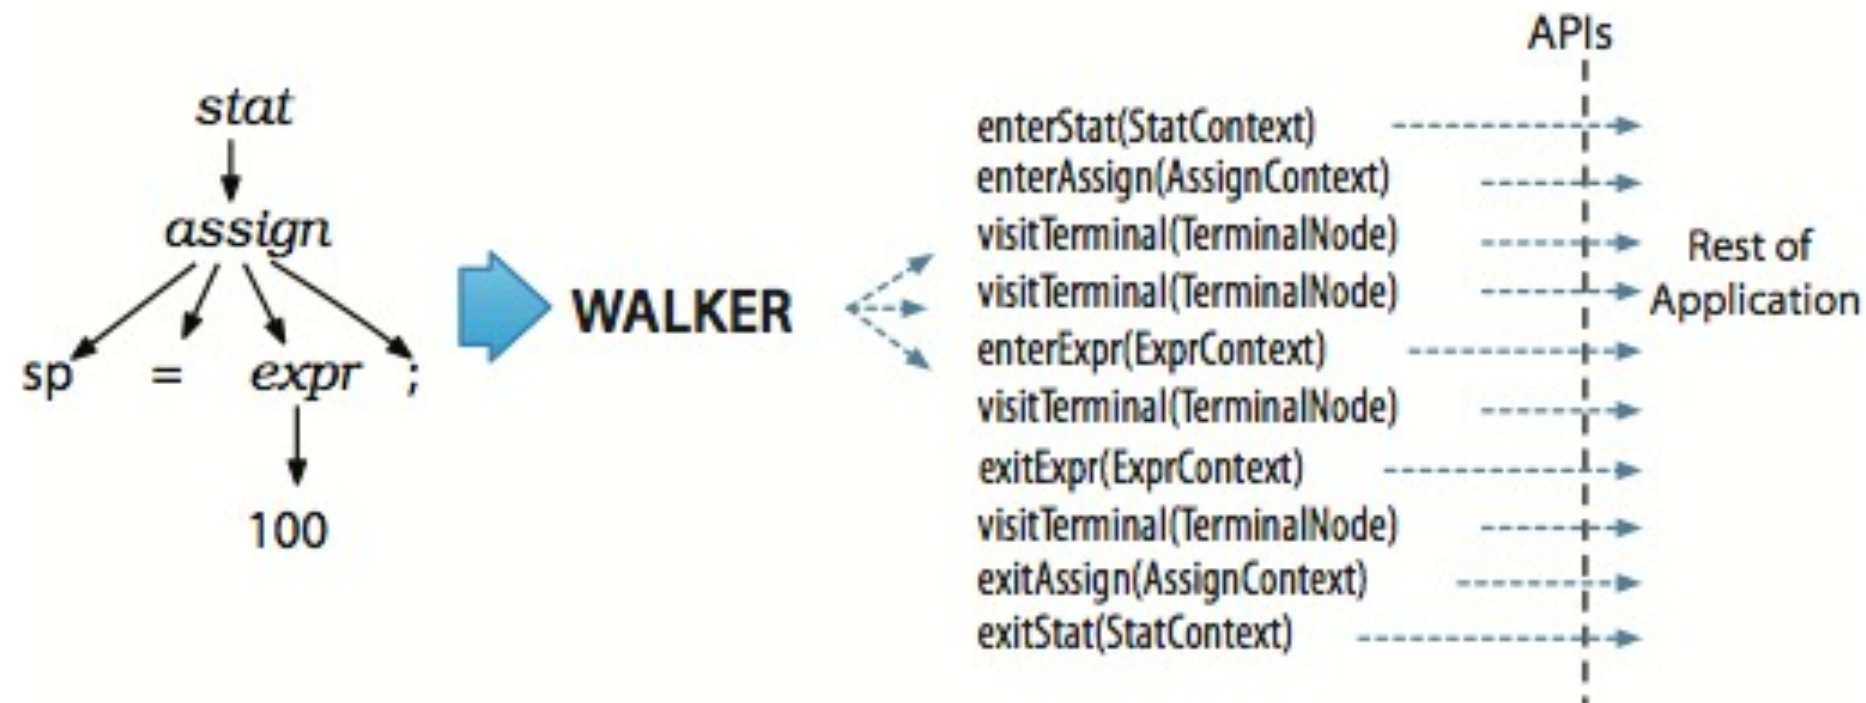 stat
assign
sp = expr ;
100
WALKER
APIs
enterStat(StatContext)
enterAssign(AssignContext)
visitTerminal(TerminalNode)
visitTerminal(TerminalNode)
enterExpr(ExprContext)
visitTerminal(TerminalNode)
exitExpr(ExprContext)
visitTerminal(TerminalNode)
exitAssign(AssignContext)
exitStat(StatContext)
Rest of
Application